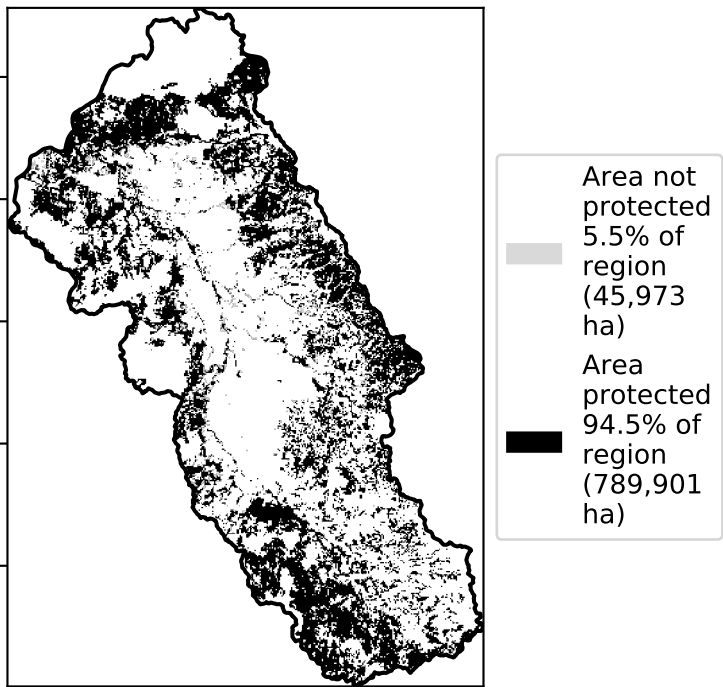 Area not
protected
5.5% of
region
(45,973
ha)
Area
protected
94.5% of
region
(789,901
ha)